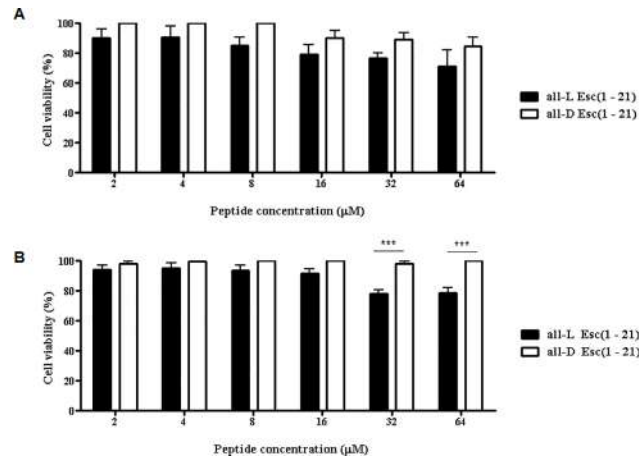 A
Cell viability (%)
100
80
60
40
20
0
2 4 8 16 32 64
Peptide concentration (μM)
all-L Esc(1 - 21)
all-D Esc(1 - 21)
B
Cell viability (%)
100
80
60
40
20
0
*** ***
2 4 8 16 32 64
Peptide concentration (μM)
all-L Esc(1 - 21)
all-D Esc(1 - 21)